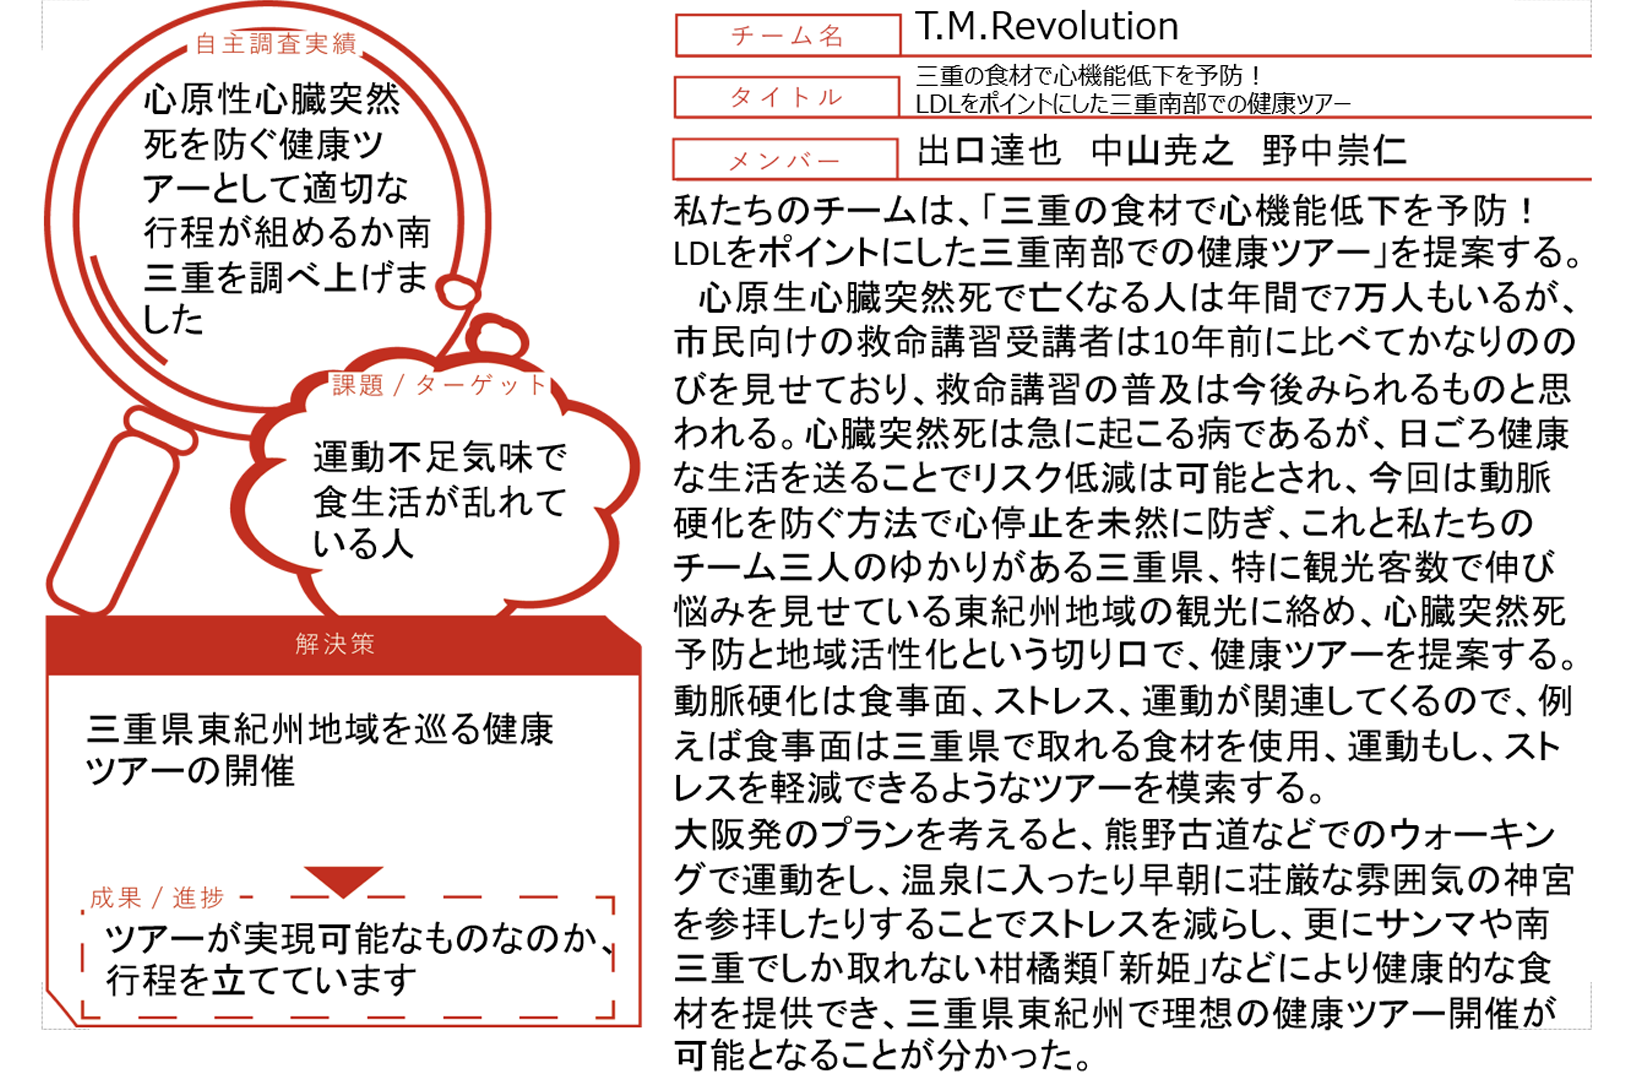 自主調査実績
心原性心臓突然
死を防ぐ健康ツ
アーとして適切な
行程が組めるか南
三重を調べ上げま
した
課題 / ターゲット
運動不足気味で
食生活が乱れて
いる人
解決策
三重県東紀州地域を巡る健康
ツアーの開催
成果 / 進捗
ツアーが実現可能なものなのか、
行程を立てています
チーム名
T.M.Revolution
タイトル
三重の食材で心機能低下を予防！
LDLをポイントにした三重南部での健康ツアー
メンバー
出口達也　中山尭之　野中崇仁
私たちのチームは、「三重の食材で心機能低下を予防！
LDLをポイントにした三重南部での健康ツアー」を提案する。
　心原生心臓突然死で亡くなる人は年間で7万人もいるが、
市民向けの救命講習受講者は10年前に比べてかなりのの
びを見せており、救命講習の普及は今後みられるものと思
われる。心臓突然死は急に起こる病であるが、日ごろ健康
な生活を送ることでリスク低減は可能とされ、今回は動脈
硬化を防ぐ方法で心停止を未然に防ぎ、これと私たちの
チーム三人のゆかりがある三重県、特に観光客数で伸び
悩みを見せている東紀州地域の観光に絡め、心臓突然死
予防と地域活性化という切り口で、健康ツアーを提案する。
動脈硬化は食事面、ストレス、運動が関連してくるので、例
えば食事面は三重県で取れる食材を使用、運動もし、スト
レスを軽減できるようなツアーを模索する。
大阪発のプランを考えると、熊野古道などでのウォーキン
グで運動をし、温泉に入ったり早朝に荘厳な雰囲気の神宮
を参拝したりすることでストレスを減らし、更にサンマや南
三重でしか取れない柑橘類「新姫」などにより健康的な食
材を提供でき、三重県東紀州で理想の健康ツアー開催が
可能となることが分かった。